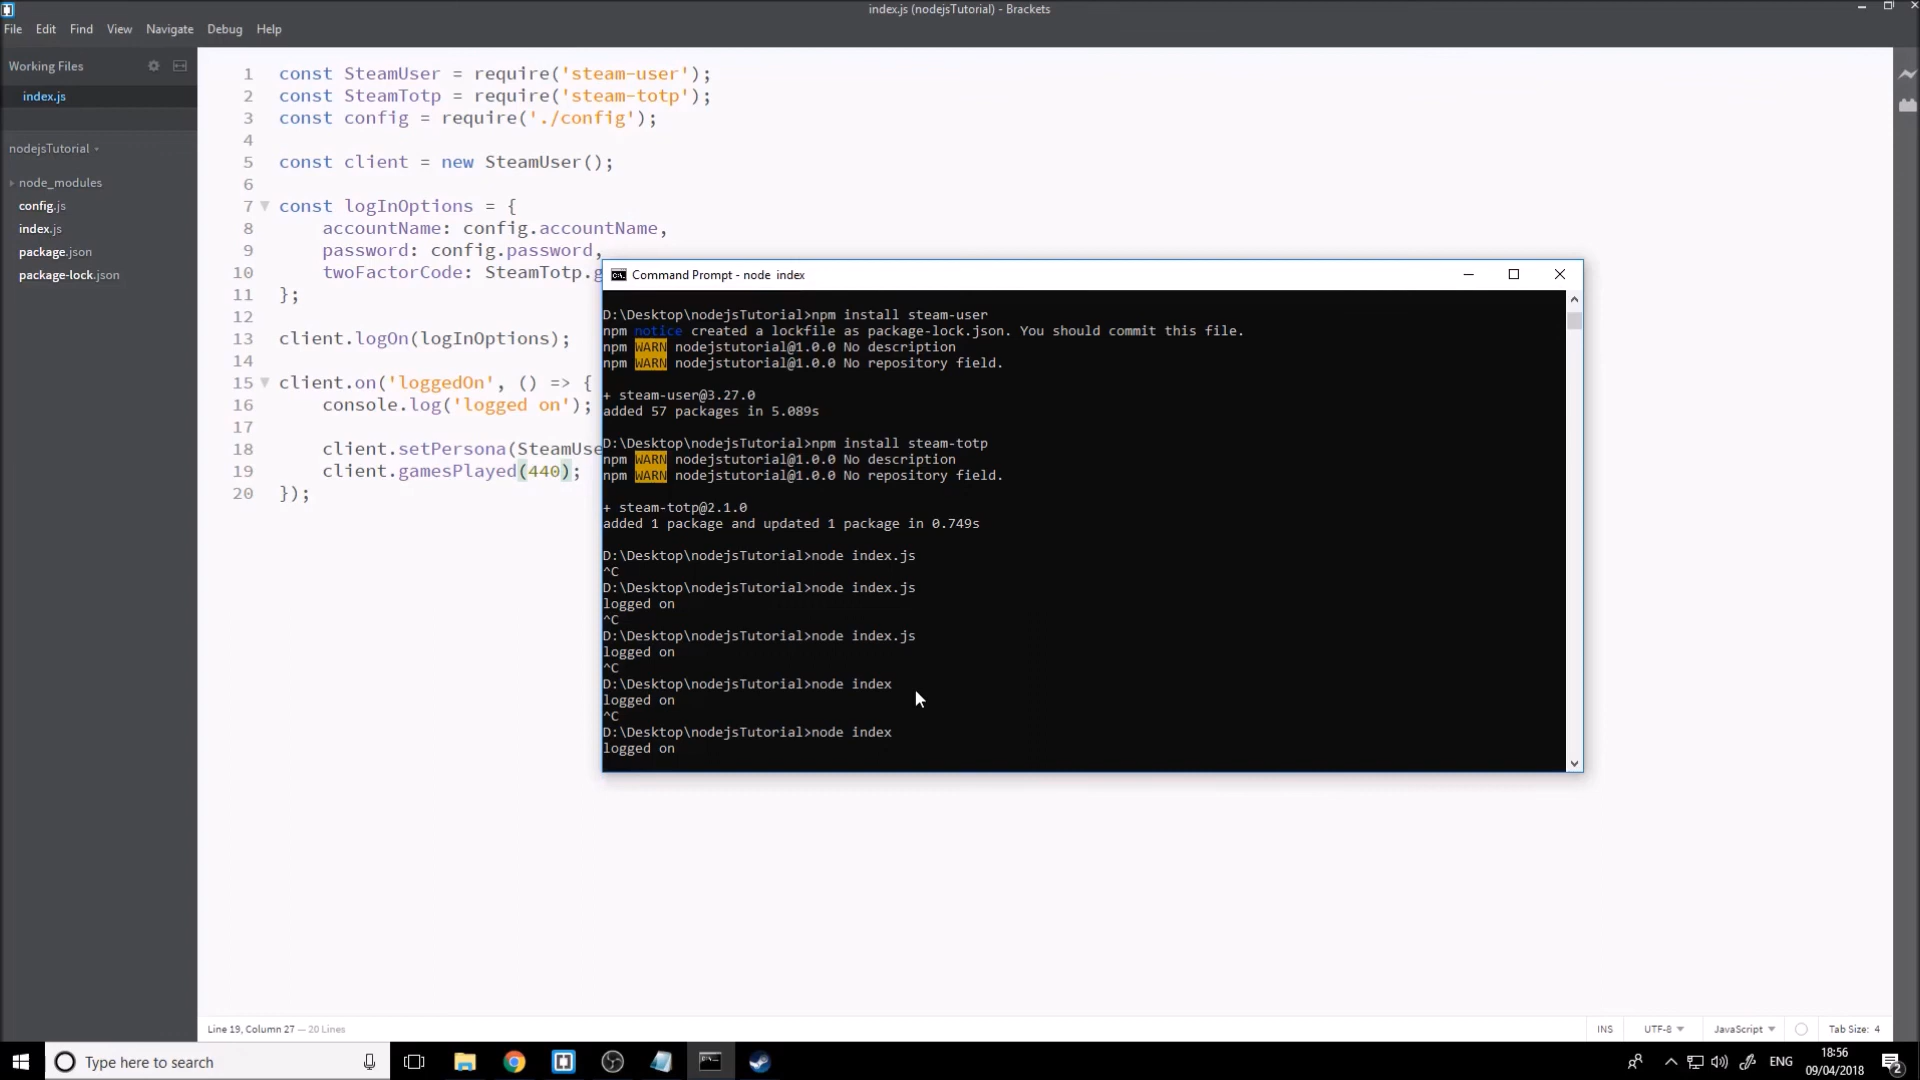 index.js (nodejsTutorial) - Brackets
File Edit Find View Navigate Debug Help
Working Files
index.js
nodejsTutorial
node_modules
config.js
index.js
package.json
package-lock.json
1 const SteamUser = require('steam-user');
2 const SteamTotp = require('steam-totp');
3 const config = require('./config');
4
5 const client = new SteamUser();
6
7 const logInOptions = {
8 accountName: config.accountName,
9 password: config.password,
10 twoFactorCode: SteamTotp.g
11 };
12
13 client.logOn(logInOptions);
14
15 client.on('loggedOn', () => {
16 console.log('logged on');
17
18 client.setPersona(SteamUse
19 client.gamesPlayed(440);
20 });
Command Prompt - node index
D:\Desktop\nodejsTutorial>npm install steam-user
npm notice created a lockfile as package-lock.json. You should commit this file.
npm WARN nodejstutorial@1.0.0 No description
npm WARN nodejstutorial@1.0.0 No repository field.
+ steam-user@3.27.0
added 57 packages in 5.089s
D:\Desktop\nodejsTutorial>npm install steam-totp
npm WARN nodejstutorial@1.0.0 No description
npm WARN nodejstutorial@1.0.0 No repository field.
+ steam-totp@2.1.0
added 1 package and updated 1 package in 0.749s
D:\Desktop\nodejsTutorial>node index.js
^C
D:\Desktop\nodejsTutorial>node index.js
logged on
^C
D:\Desktop\nodejsTutorial>node index.js
logged on
^C
D:\Desktop\nodejsTutorial>node index
logged on
^C
D:\Desktop\nodejsTutorial>node index
logged on
Line 19, Column 27 — 20 Lines
INS UTF-8 JavaScript Tab Size: 4
Type here to search
ENG
18:56
09/04/2018
2